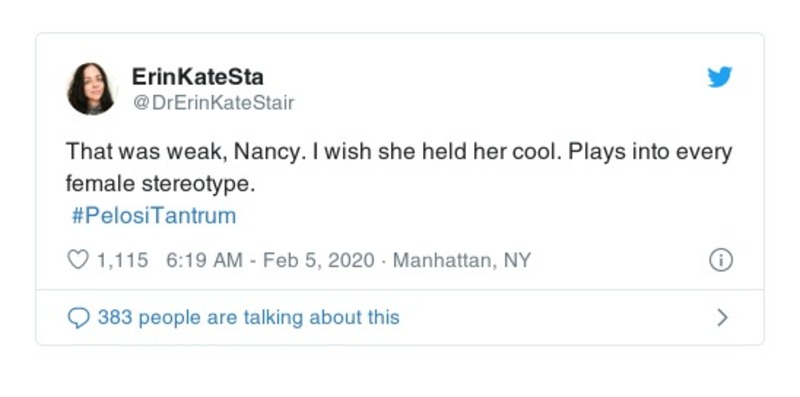 ErinKateSta
@DrErinKateStair
That was weak, Nancy. I wish she held her cool. Plays into every
female stereotype.
#PelosiTantrum
1,115 6:19 AM - Feb 5, 2020 · Manhattan, NY
383 people are talking about this